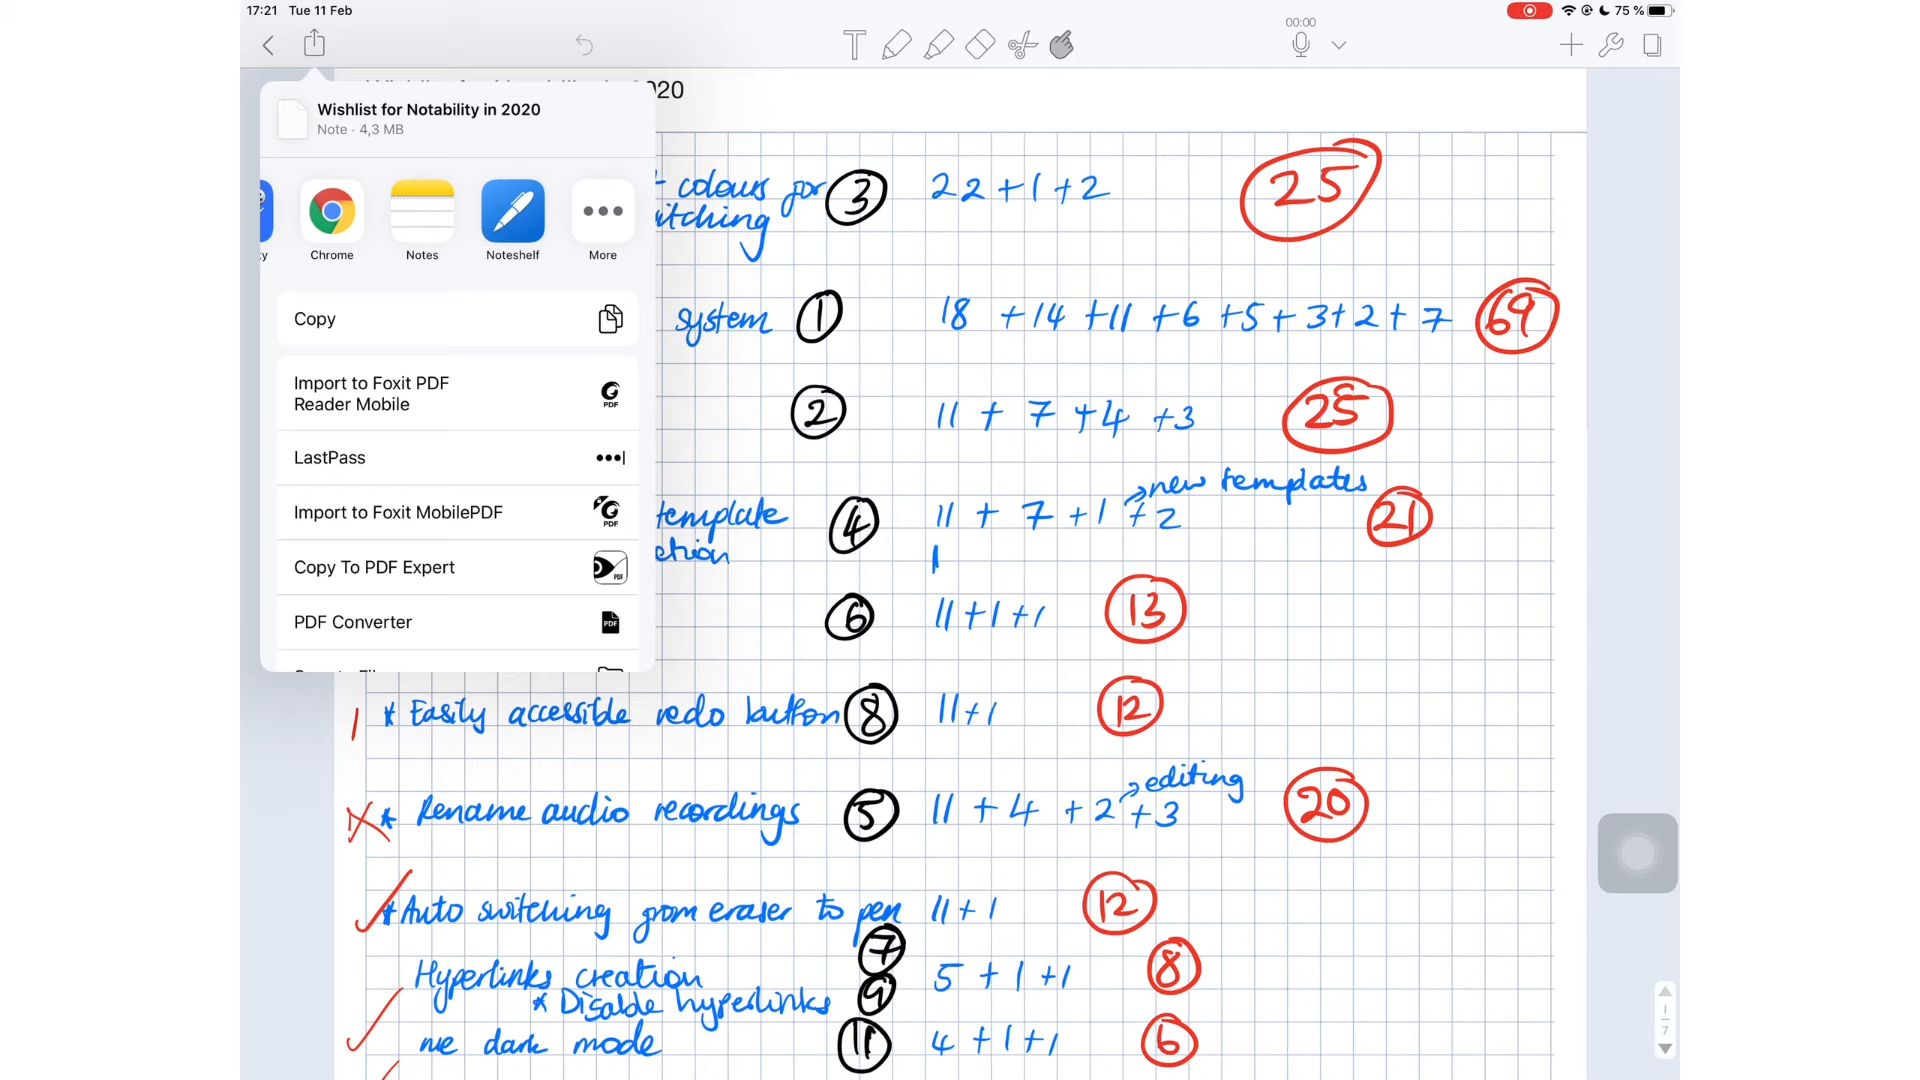 17:21 Tue 11 Feb
75 %
00:00
T
2020
Wishlist for Notability in 2020
Note · 4,3 MB
Chrome
Notes
Noteshelf
More
Copy
Import to Foxit PDF
Reader Mobile
LastPass
Import to Foxit MobilePDF
Copy To PDF Expert
PDF Converter
colours for 3 22 +1 +2 25
itching
system 1 18 +14 +11 +6 +5 +3+2+7 69
2 11 + 7 +4 +3 25
→new templates
template 4 11 + 7 +1 +2 21
ction
6 11 +1 +1 13
1 * Easily accessible redo button 8 11+1 12
→editing
* Rename audio recordings 5 11 + 4 +2 +3 20
* Auto switching from eraser to pen 7 11+1 12
Hyperlinks creation 9 5 +1 +1 8
* Disable hyperlinks
dark mode 11 4 +1+1 6
1
7